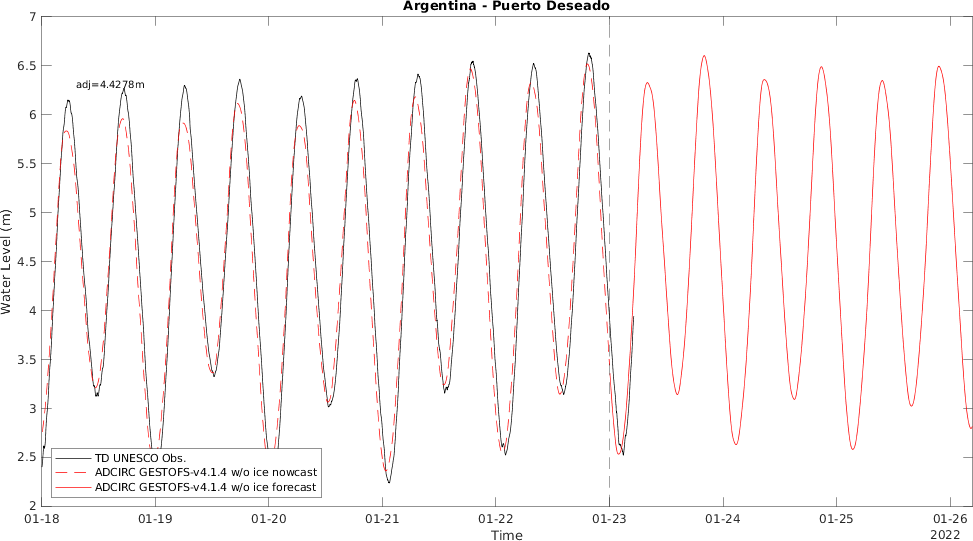 Argentina - Puerto Deseado
7
6.5
6
5.5
5
4.5
4
3.5
3
2.5
2
Water Level (m)
adj=4.4278m
TD UNESCO Obs.
ADCIRC GESTOFS-v4.1.4 w/o ice nowcast
ADCIRC GESTOFS-v4.1.4 w/o ice forecast
01-18 01-19 01-20 01-21 01-22 01-23 01-24 01-25 01-26
Time 2022